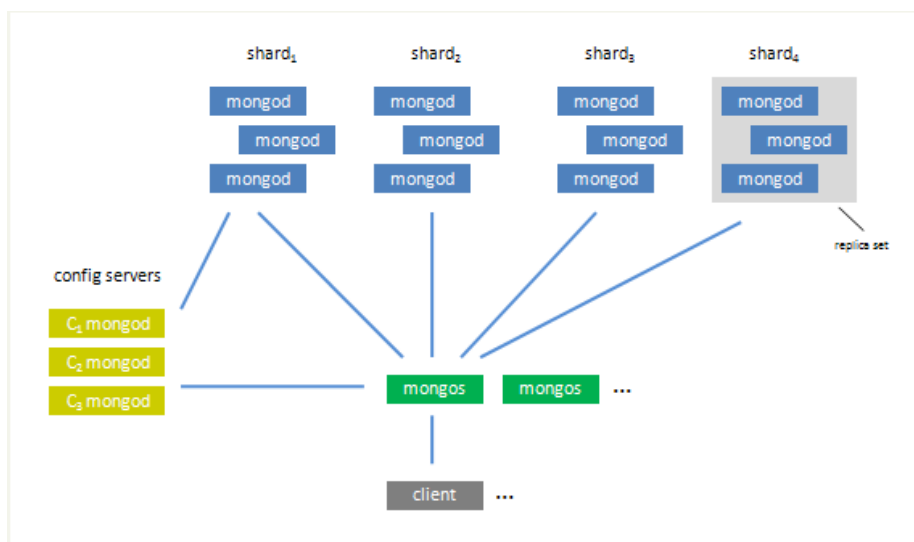 shard₁ shard₂ shard₃ shard₄
mongod mongod mongod mongod
mongod mongod mongod mongod
mongod mongod mongod mongod
replica set
config servers
C₁ mongod
C₂ mongod
C₃ mongod
mongos mongos ...
client ...